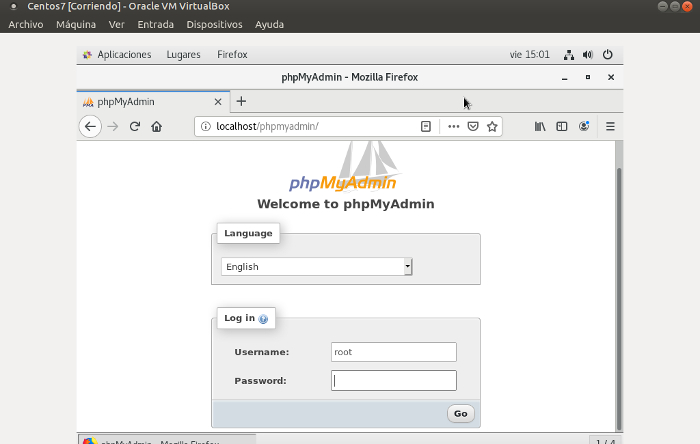 Centos7 [Corriendo] - Oracle VM VirtualBox
Archivo Máquina Ver Entrada Dispositivos Ayuda
Aplicaciones Lugares Firefox vie 15:01
phpMyAdmin - Mozilla Firefox
phpMyAdmin
localhost/phpmyadmin/
phpMyAdmin
Welcome to phpMyAdmin
Language
English
Log in
Username: root
Password:
Go
phpMyAdmin - Mozilla Firefox 1 / 4